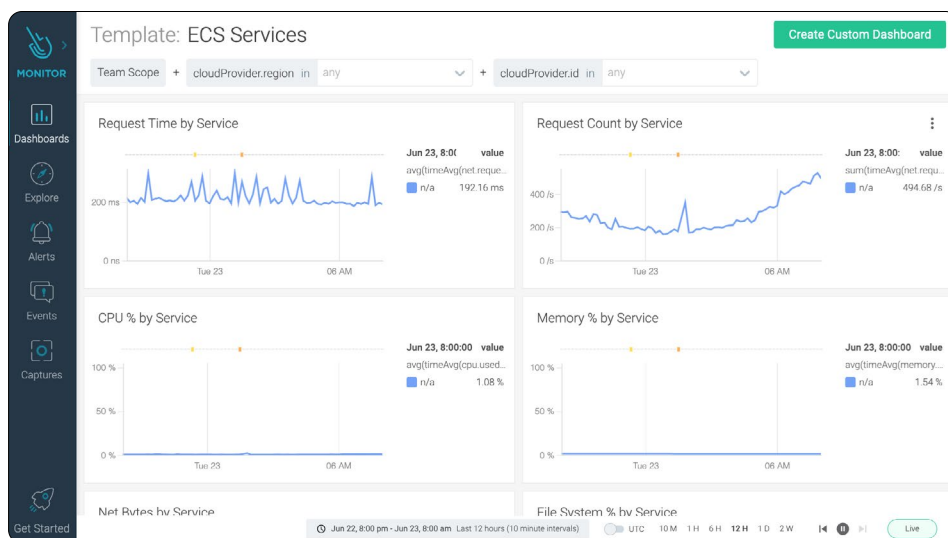 Template: ECS Services
Create Custom Dashboard
MONITOR
Team Scope + cloudProvider.region in any + cloudProvider.id in any
Dashboards
Explore
Alerts
Events
Captures
Get Started
Request Time by Service
Jun 23, 8:0( value
avg(timeAvg(net.reque...
n/a 192.16 ms
200 ms
0 ns
Tue 23 06 AM
Request Count by Service
Jun 23, 8:00: value
sum(timeAvg(net.requ...
n/a 494.68 /s
400 /s
200 /s
0 /s
Tue 23 06 AM
CPU % by Service
Jun 23, 8:00:00 value
avg(timeAvg(cpu.used...
n/a 1.08 %
100 %
50 %
0 %
Tue 23 06 AM
Memory % by Service
Jun 23, 8:00:00 value
avg(timeAvg(memory....
n/a 1.54 %
100 %
50 %
0 %
Tue 23 06 AM
Net Bytes by Service
File System % by Service
Jun 22, 8:00 pm - Jun 23, 8:00 am Last 12 hours (10 minute intervals) UTC 10 M 1 H 6 H 12 H 1 D 2 W Live